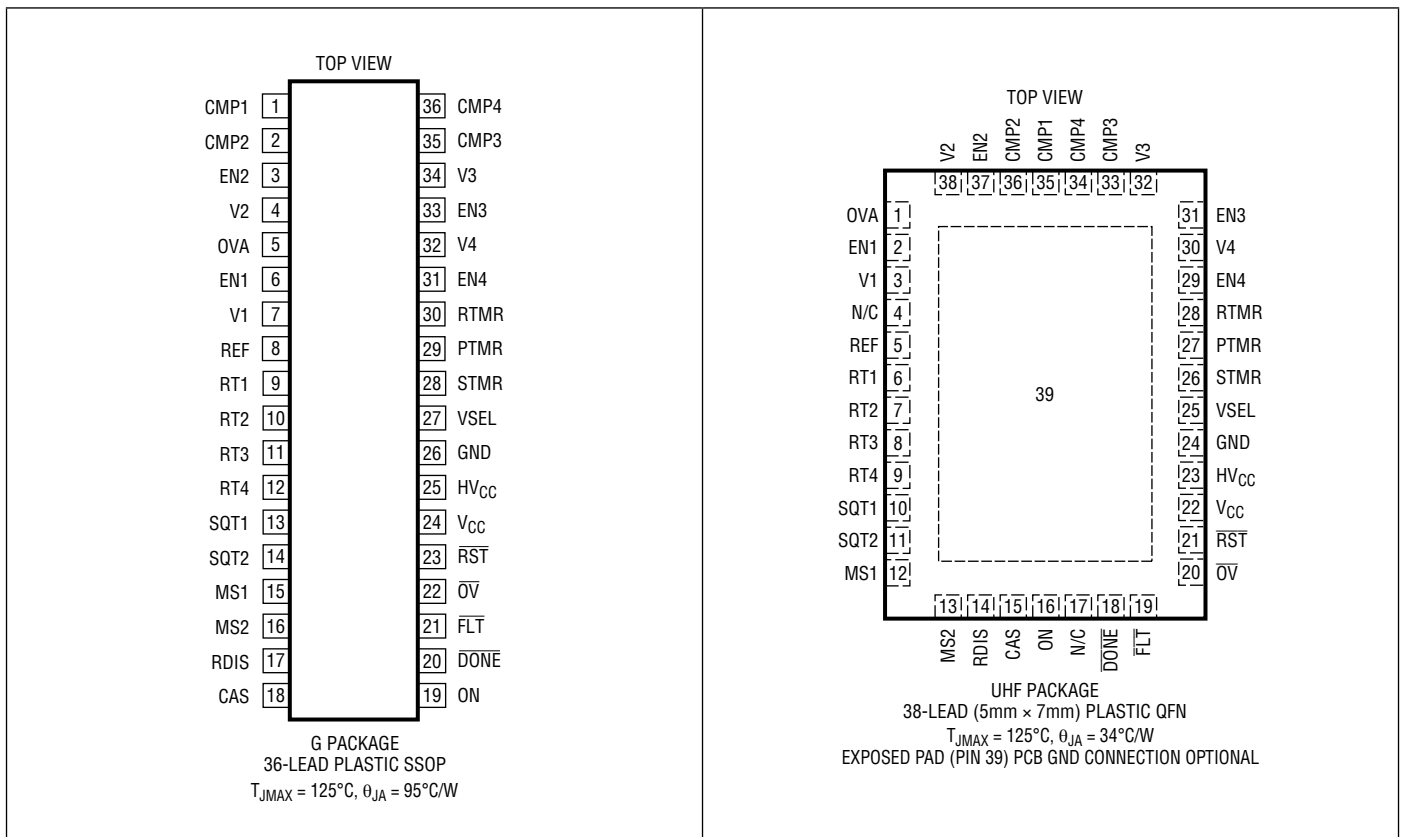 TOP VIEW
CMP1 1 36 CMP4
CMP2 2 35 CMP3
EN2 3 34 V3
V2 4 33 EN3
OVA 5 32 V4
EN1 6 31 EN4
V1 7 30 RTMR
REF 8 29 PTMR
RT1 9 28 STMR
RT2 10 27 VSEL
RT3 11 26 GND
RT4 12 25 HVCC
SQT1 13 24 VCC
SQT2 14 23 R̅S̅T̅
MS1 15 22 O̅V̅
MS2 16 21 F̅L̅T̅
RDIS 17 20 D̅O̅N̅E̅
CAS 18 19 ON
G PACKAGE
36-LEAD PLASTIC SSOP
TJMAX = 125°C, θJA = 95°C/W
TOP VIEW
V2 EN2 CMP2 CMP1 CMP4 CMP3 V3
38 37 36 35 34 33 32
OVA 1 31 EN3
EN1 2 30 V4
V1 3 29 EN4
N/C 4 28 RTMR
REF 5 27 PTMR
RT1 6 26 STMR
39
RT2 7 25 VSEL
RT3 8 24 GND
RT4 9 23 HVCC
SQT1 10 22 VCC
SQT2 11 21 R̅S̅T̅
MS1 12 20 O̅V̅
13 14 15 16 17 18 19
MS2 RDIS CAS ON N/C D̅O̅N̅E̅ F̅L̅T̅
UHF PACKAGE
38-LEAD (5mm × 7mm) PLASTIC QFN
TJMAX = 125°C, θJA = 34°C/W
EXPOSED PAD (PIN 39) PCB GND CONNECTION OPTIONAL